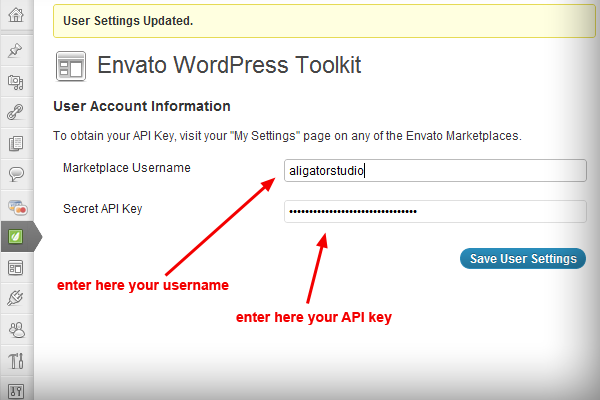 User Settings Updated.
Envato WordPress Toolkit
User Account Information
To obtain your API Key, visit your "My Settings" page on any of the Envato Marketplaces.
Marketplace Username
aligatorstudio
Secret API Key
••••••••••••••••••••••••••••••••
Save User Settings
enter here your username
enter here your API key